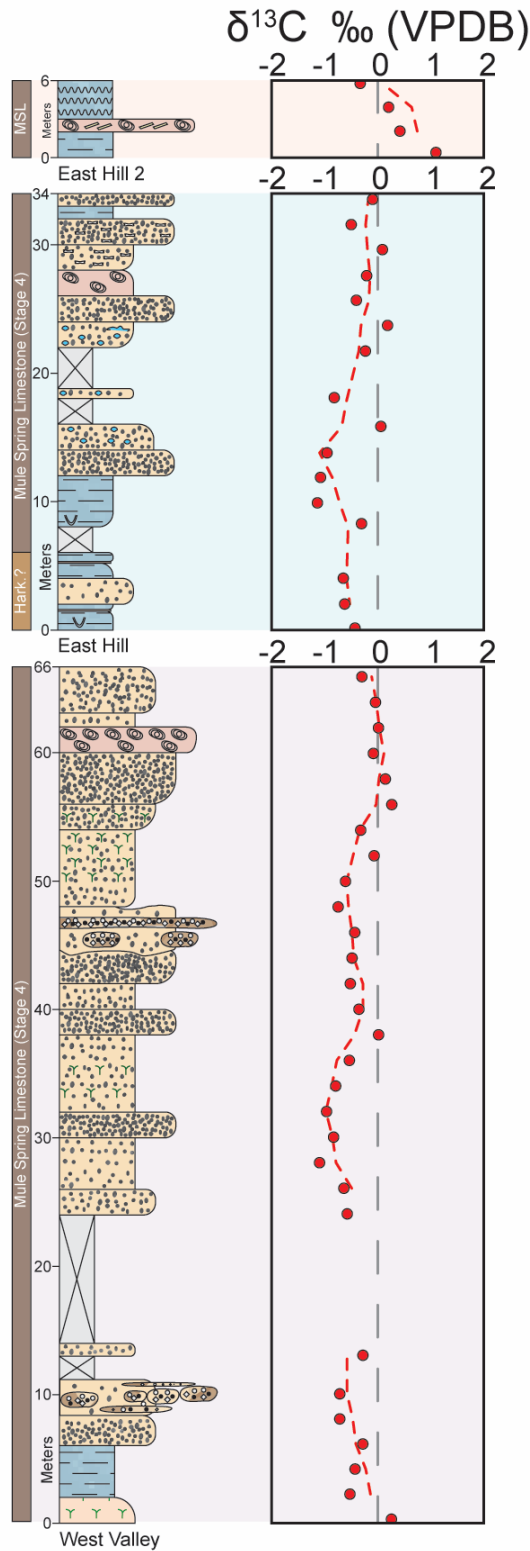 δ¹³C ‰ (VPDB)
-2 -1 0 1 2
MSL
Meters
6
0
East Hill 2
-2 -1 0 1 2
Mule Spring Limestone (Stage 4)
Hark.?
Meters
34
30
20
10
0
East Hill
-2 -1 0 1 2
Mule Spring Limestone (Stage 4)
Meters
66
60
50
40
30
20
10
0
West Valley